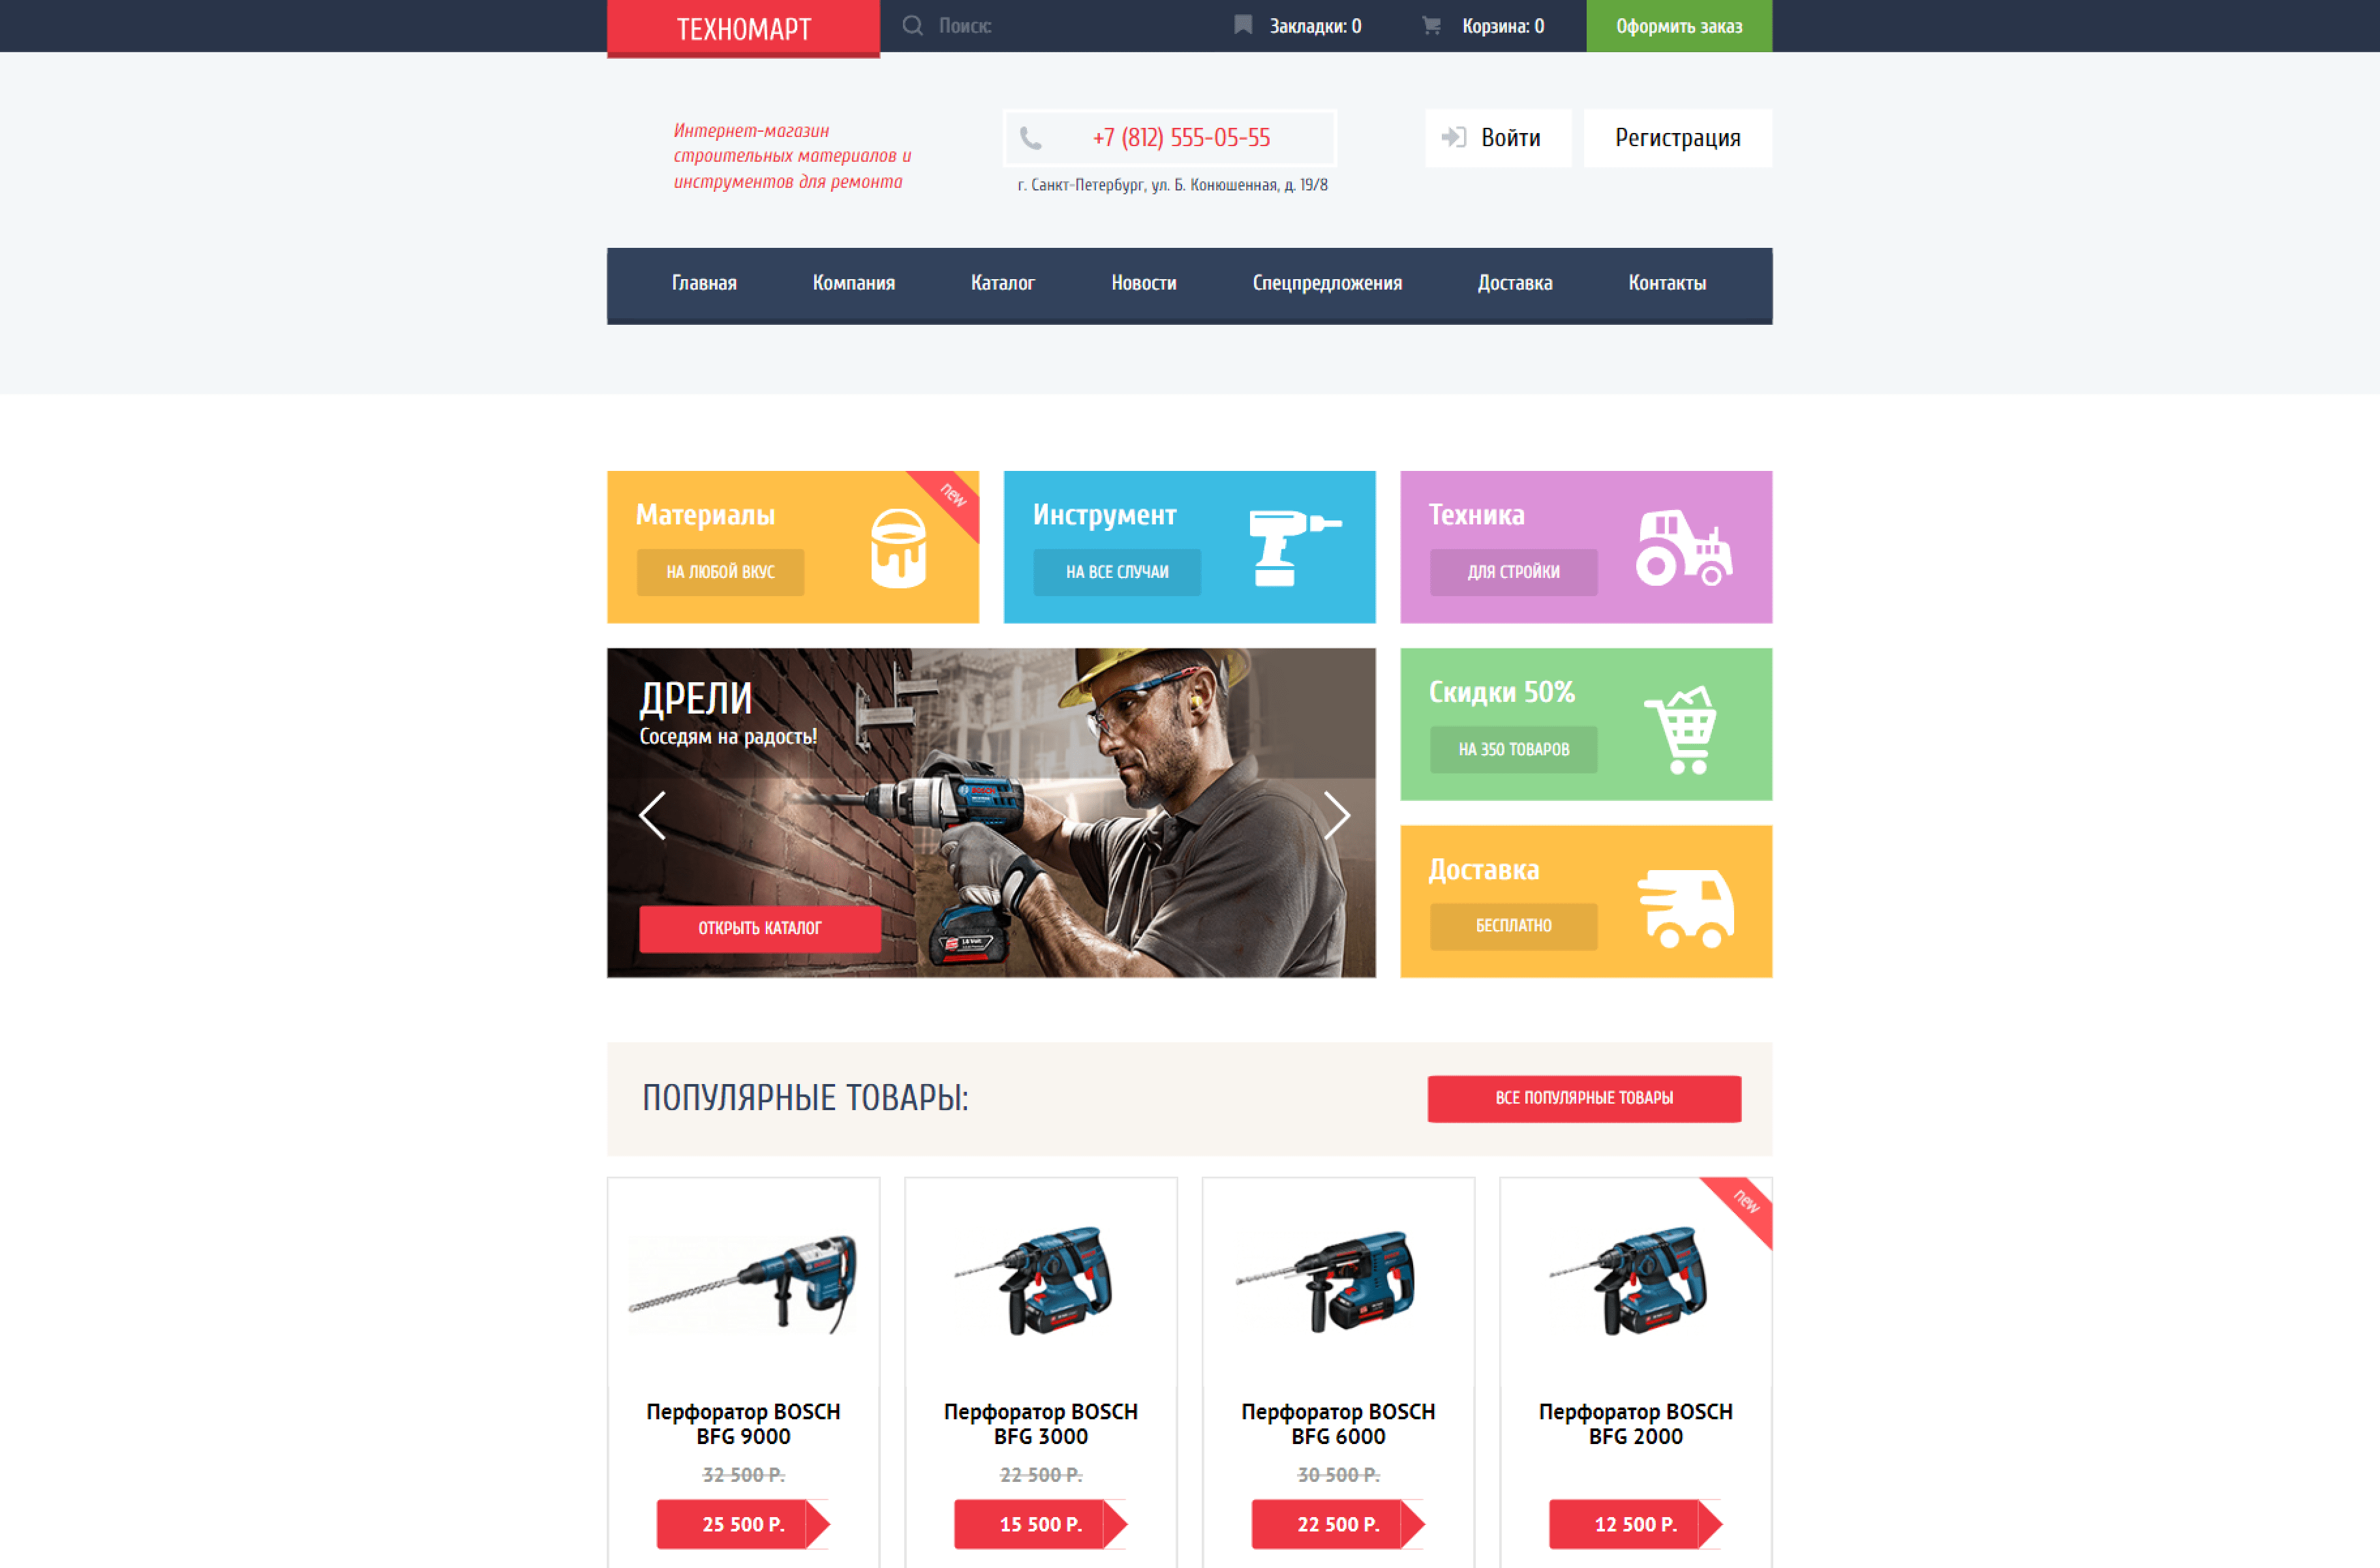 ТЕХНОМАРТ
Поиск:
Закладки: 0
Корзина: 0
Оформить заказ
Интернет-магазин
строительных материалов и
инструментов для ремонта
+7 (812) 555-05-55
г. Санкт-Петербург, ул. Б. Конюшенная, д. 19/8
Войти
Регистрация
Главная
Компания
Каталог
Новости
Спецпредложения
Доставка
Контакты
Материалы
НА ЛЮБОЙ ВКУС
new
Инструмент
НА ВСЕ СЛУЧАИ
Техника
ДЛЯ СТРОЙКИ
ДРЕЛИ
Соседям на радость!
BOSCH
ОТКРЫТЬ КАТАЛОГ
Скидки 50%
НА 350 ТОВАРОВ
Доставка
БЕСПЛАТНО
ПОПУЛЯРНЫЕ ТОВАРЫ:
ВСЕ ПОПУЛЯРНЫЕ ТОВАРЫ
new
Перфоратор BOSCH
BFG 9000
32 500 Р.
25 500 Р.
Перфоратор BOSCH
BFG 3000
22 500 Р.
15 500 Р.
Перфоратор BOSCH
BFG 6000
30 500 Р.
22 500 Р.
Перфоратор BOSCH
BFG 2000
12 500 Р.